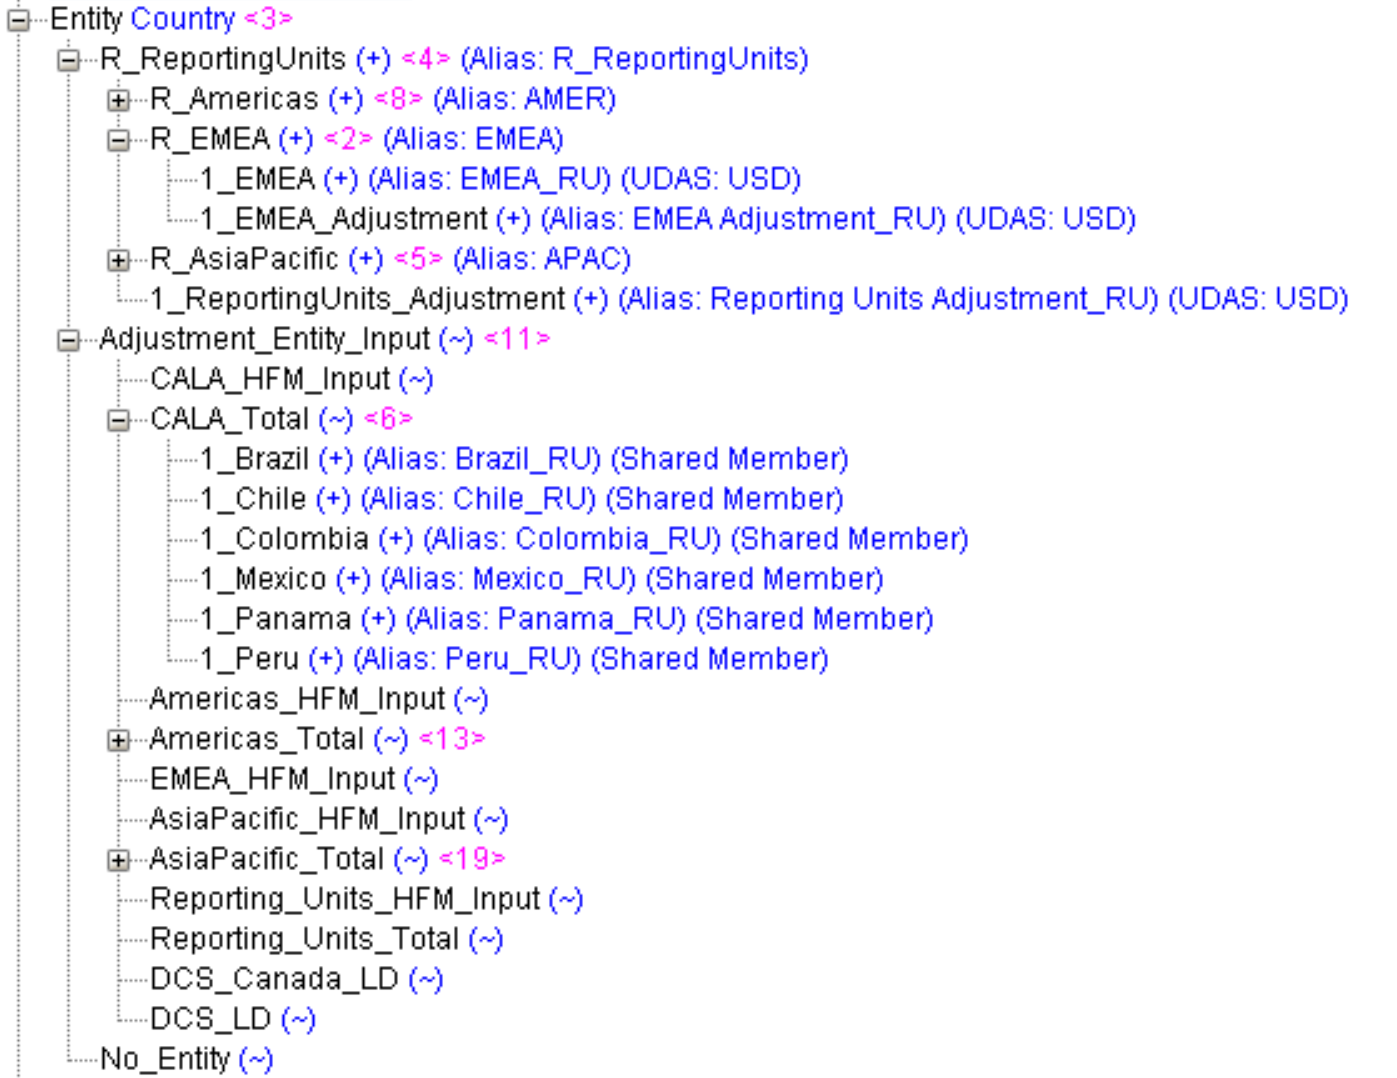 Entity Country <3>
R_ReportingUnits (+) <4> (Alias: R_ReportingUnits)
R_Americas (+) <8> (Alias: AMER)
R_EMEA (+) <2> (Alias: EMEA)
1_EMEA (+) (Alias: EMEA_RU) (UDAS: USD)
1_EMEA_Adjustment (+) (Alias: EMEA Adjustment_RU) (UDAS: USD)
R_AsiaPacific (+) <5> (Alias: APAC)
1_ReportingUnits_Adjustment (+) (Alias: Reporting Units Adjustment_RU) (UDAS: USD)
Adjustment_Entity_Input (~) <11>
CALA_HFM_Input (~)
CALA_Total (~) <6>
1_Brazil (+) (Alias: Brazil_RU) (Shared Member)
1_Chile (+) (Alias: Chile_RU) (Shared Member)
1_Colombia (+) (Alias: Colombia_RU) (Shared Member)
1_Mexico (+) (Alias: Mexico_RU) (Shared Member)
1_Panama (+) (Alias: Panama_RU) (Shared Member)
1_Peru (+) (Alias: Peru_RU) (Shared Member)
Americas_HFM_Input (~)
Americas_Total (~) <13>
EMEA_HFM_Input (~)
AsiaPacific_HFM_Input (~)
AsiaPacific_Total (~) <19>
Reporting_Units_HFM_Input (~)
Reporting_Units_Total (~)
DCS_Canada_LD (~)
DCS_LD (~)
No_Entity (~)